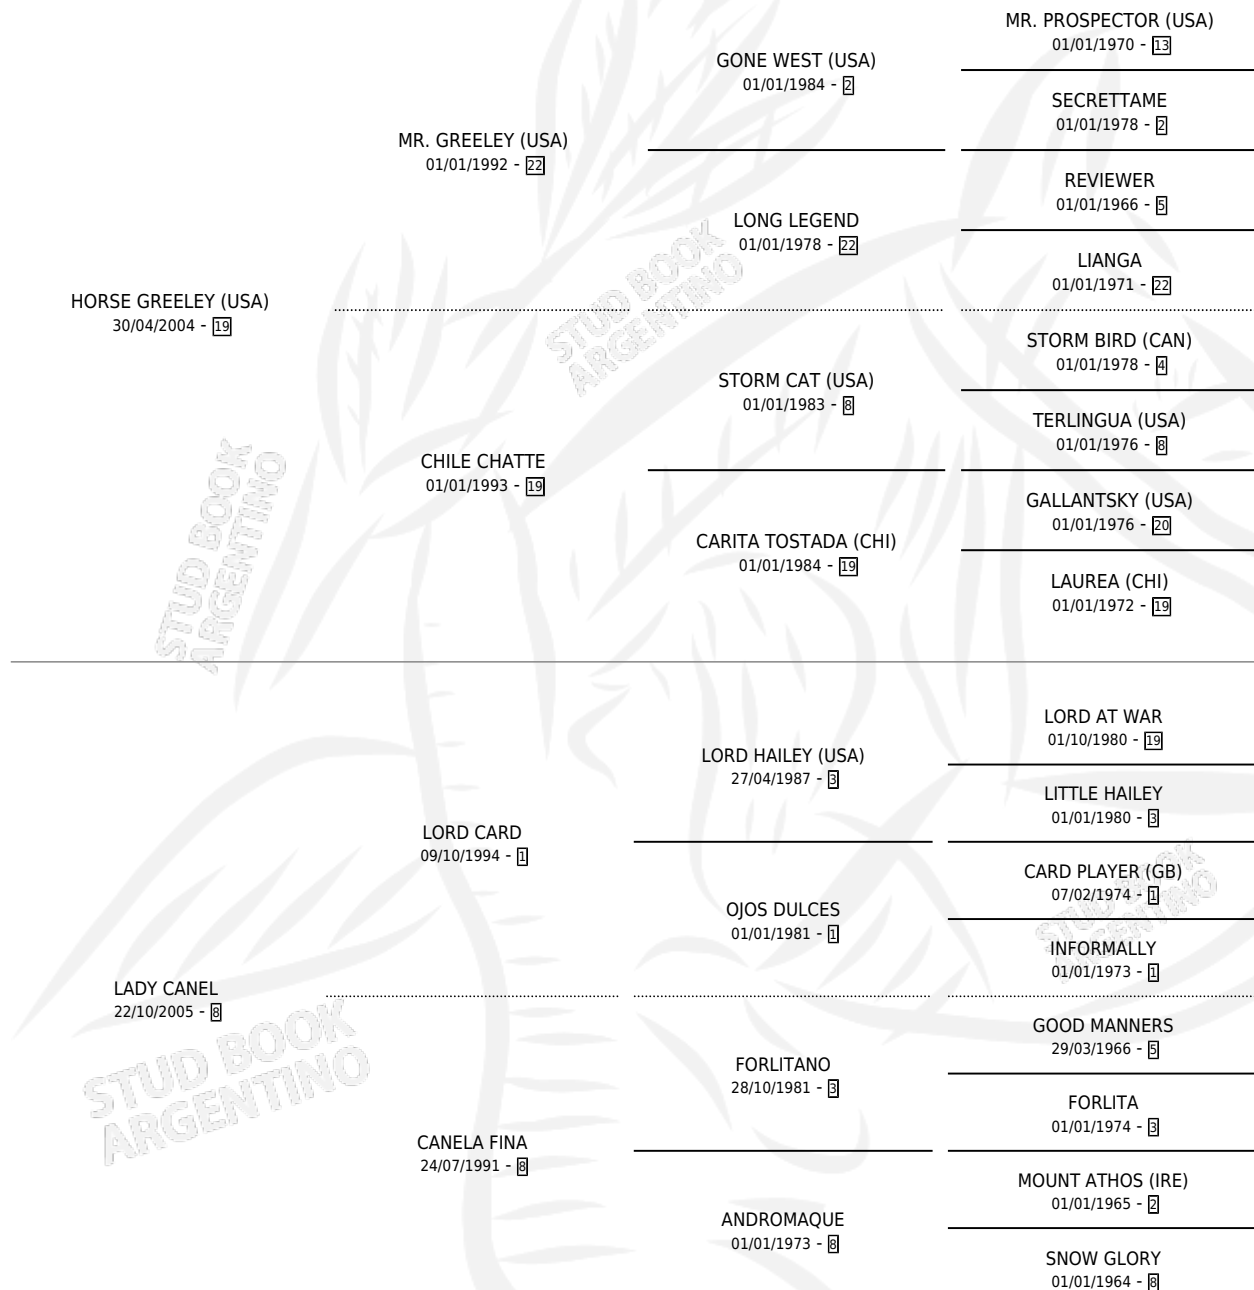 MR. PROSPECTOR (USA)
01/01/1970 - 13
GONE WEST (USA)
01/01/1984 - 2
SECRETTAME
01/01/1978 - 2
MR. GREELEY (USA)
01/01/1992 - 22
REVIEWER
01/01/1966 - 5
LONG LEGEND
01/01/1978 - 22
LIANGA
01/01/1971 - 22
HORSE GREELEY (USA)
30/04/2004 - 19
STORM BIRD (CAN)
01/01/1978 - 4
STORM CAT (USA)
01/01/1983 - 8
TERLINGUA (USA)
01/01/1976 - 8
CHILE CHATTE
01/01/1993 - 19
GALLANTSKY (USA)
01/01/1976 - 20
CARITA TOSTADA (CHI)
01/01/1984 - 19
LAUREA (CHI)
01/01/1972 - 19
LORD AT WAR
01/10/1980 - 19
LORD HAILEY (USA)
27/04/1987 - 3
LITTLE HAILEY
01/01/1980 - 3
LORD CARD
09/10/1994 - 1
CARD PLAYER (GB)
07/02/1974 - 1
OJOS DULCES
01/01/1981 - 1
INFORMALLY
01/01/1973 - 1
LADY CANEL
22/10/2005 - 8
GOOD MANNERS
29/03/1966 - 5
FORLITANO
28/10/1981 - 3
FORLITA
01/01/1974 - 3
CANELA FINA
24/07/1991 - 8
MOUNT ATHOS (IRE)
01/01/1965 - 2
ANDROMAQUE
01/01/1973 - 8
SNOW GLORY
01/01/1964 - 8
STUD BOOK
ARGENTINO
STUD BOOK
ARGENTINO
STUD BOOK
ARGENTINO
STUD BOOK
ARGENTINO